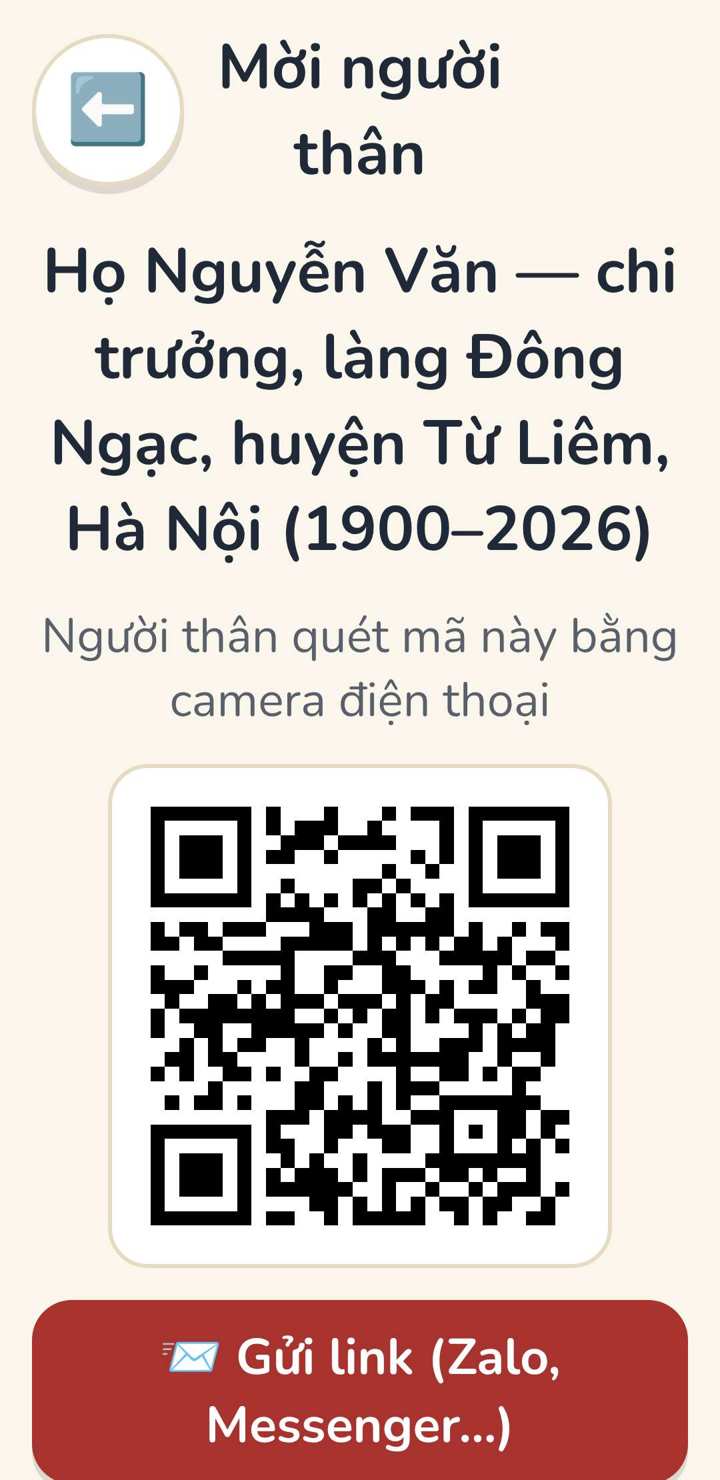 Mời người
thân
Họ Nguyễn Văn — chi
trưởng, làng Đông
Ngạc, huyện Từ Liêm,
Hà Nội (1900–2026)
Người thân quét mã này bằng
camera điện thoại
Gửi link (Zalo,
Messenger...)